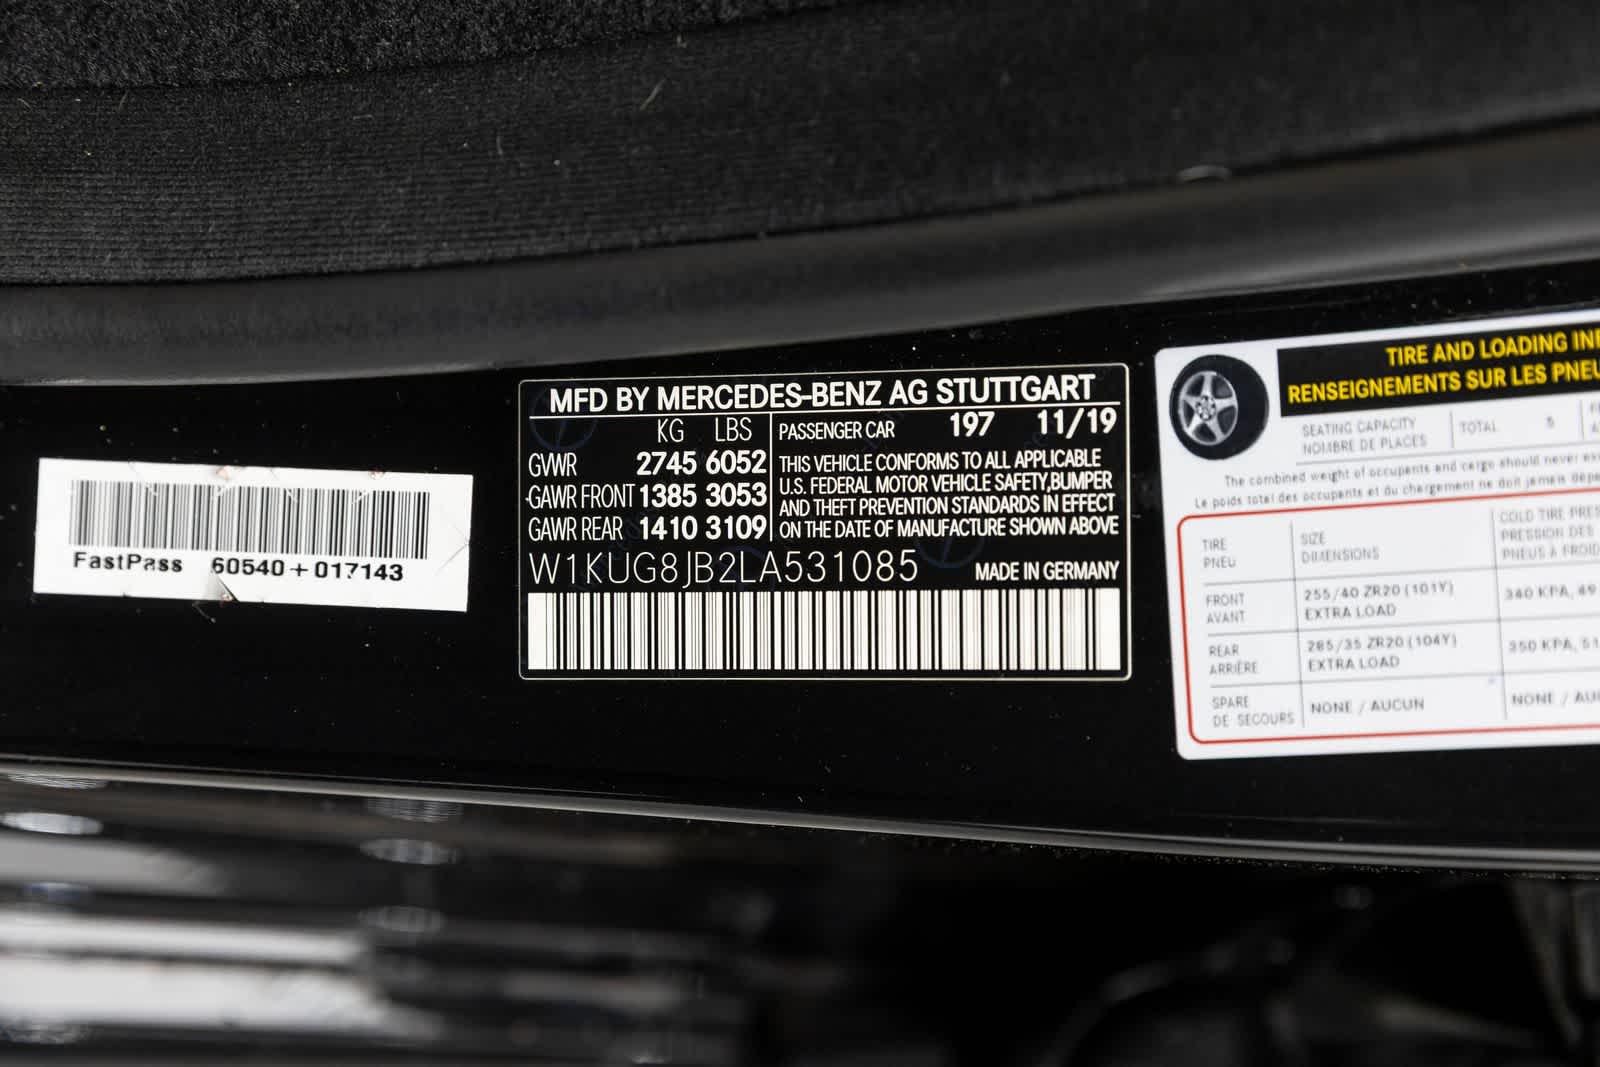 FastPass 60540+017143
MFD BY MERCEDES-BENZ AG STUTTGART
KG LBS
GVWR 2745 6052
GAWR FRONT 1385 3053
GAWR REAR 1410 3109
PASSENGER CAR 197 11/19
THIS VEHICLE CONFORMS TO ALL APPLICABLE
U.S. FEDERAL MOTOR VEHICLE SAFETY,BUMPER
AND THEFT PREVENTION STANDARDS IN EFFECT
ON THE DATE OF MANUFACTURE SHOWN ABOVE
W1KUG8JB2LA531085
MADE IN GERMANY
TIRE AND LOADING
RENSEIGNEMENTS SUR LES
SEATING CAPACITY
NOMBRE DE PLACES
TOTAL 5
The combined weight of occupants and cargo should never
Le poids total des occupants et du chargement ne doit jamais
TIRE
PNEU
SIZE
DIMENSIONS
COLD TIRE
PRESSION DES
PNEUS À FROID
FRONT
AVANT
255/40 ZR20 (101Y)
EXTRA LOAD
340 KPA, 49
REAR
ARRIÈRE
285/35 ZR20 (104Y)
EXTRA LOAD
350 KPA, 51
SPARE
DE SECOURS
NONE / AUCUN
NONE /